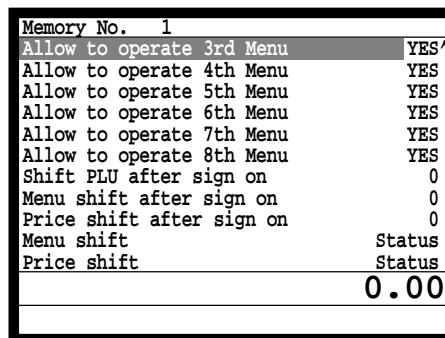 Memory No.   1
Allow to operate 3rd Menu YES^
Allow to operate 4th Menu YES
Allow to operate 5th Menu YES
Allow to operate 6th Menu YES
Allow to operate 7th Menu YES
Allow to operate 8th Menu YES
Shift PLU after sign on 0
Menu shift after sign on 0
Price shift after sign on 0
Menu shift Status
Price shift Status
0.00